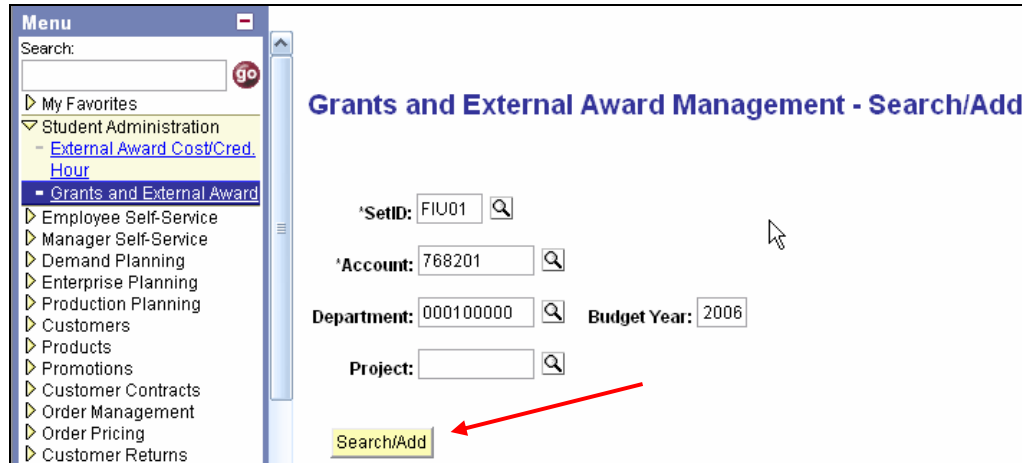 Menu
Search:
go
My Favorites
Student Administration
External Award Cost/Cred.
Hour
Grants and External Award
Employee Self-Service
Manager Self-Service
Demand Planning
Enterprise Planning
Production Planning
Customers
Products
Promotions
Customer Contracts
Order Management
Order Pricing
Customer Returns
Grants and External Award Management - Search/Add
*SetID: FIU01
*Account: 768201
Department: 000100000 Budget Year: 2006
Project:
Search/Add